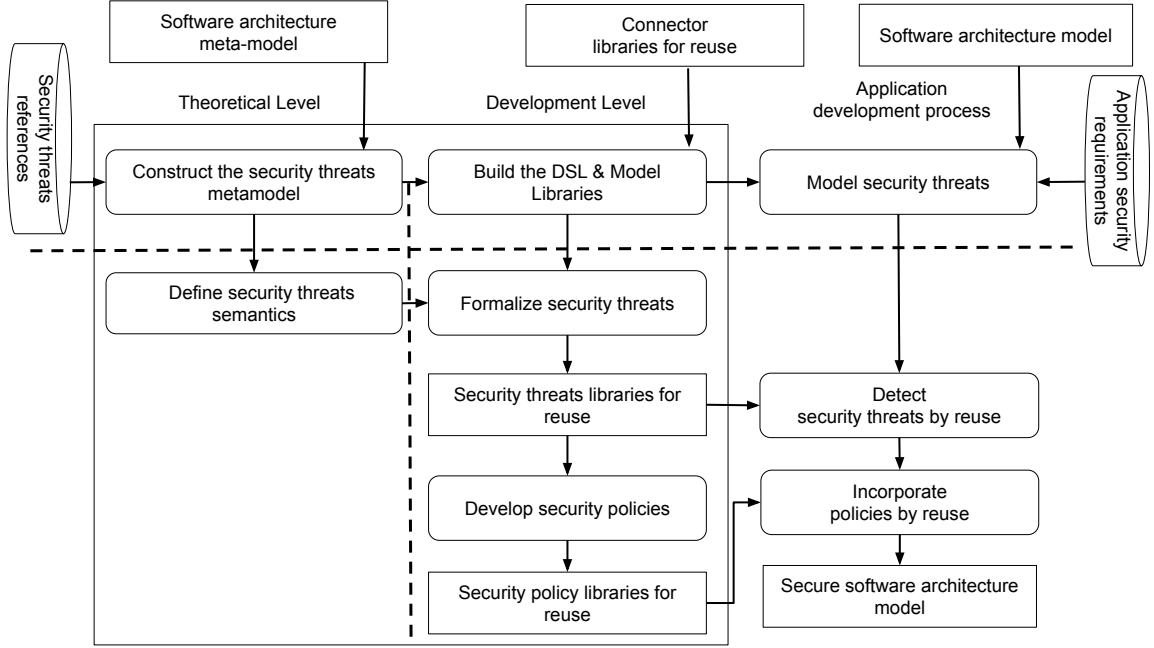 Software architecture
meta-model
Connector
libraries for reuse
Software architecture model
Security threats
references
Theoretical Level
Development Level
Application
development process
Application security
requirements
Construct the security threats
metamodel
Build the DSL & Model
Libraries
Model security threats
Define security threats
semantics
Formalize security threats
Security threats libraries for
reuse
Detect
security threats by reuse
Develop security policies
Incorporate
policies by reuse
Security policy libraries for
reuse
Secure software architecture
model